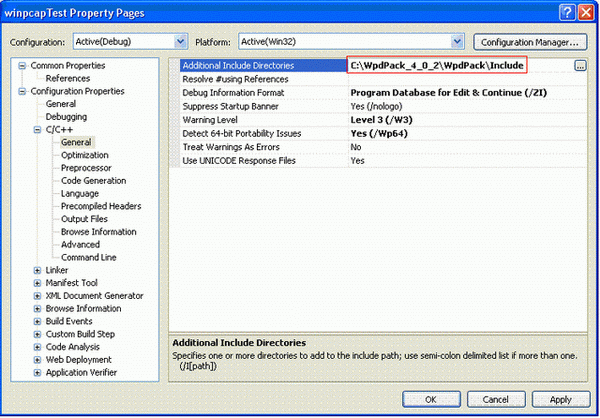 winpcapTest Property Pages
Configuration: Active(Debug) Platform: Active(Win32) Configuration Manager...
Common Properties
References
Configuration Properties
General
Debugging
C/C++
General
Optimization
Preprocessor
Code Generation
Language
Precompiled Headers
Output Files
Browse Information
Advanced
Command Line
Linker
Manifest Tool
XML Document Generator
Browse Information
Build Events
Custom Build Step
Code Analysis
Web Deployment
Application Verifier
Additional Include Directories C:\WpdPack_4_0_2\WpdPack\Include ...
Resolve #using References
Debug Information Format Program Database for Edit & Continue (/ZI)
Suppress Startup Banner Yes (/nologo)
Warning Level Level 3 (/W3)
Detect 64-bit Portability Issues Yes (/Wp64)
Treat Warnings As Errors No
Use UNICODE Response Files Yes
Additional Include Directories
Specifies one or more directories to add to the include path; use semi-colon delimited list if more than one.
(/I[path])
OK Cancel Apply